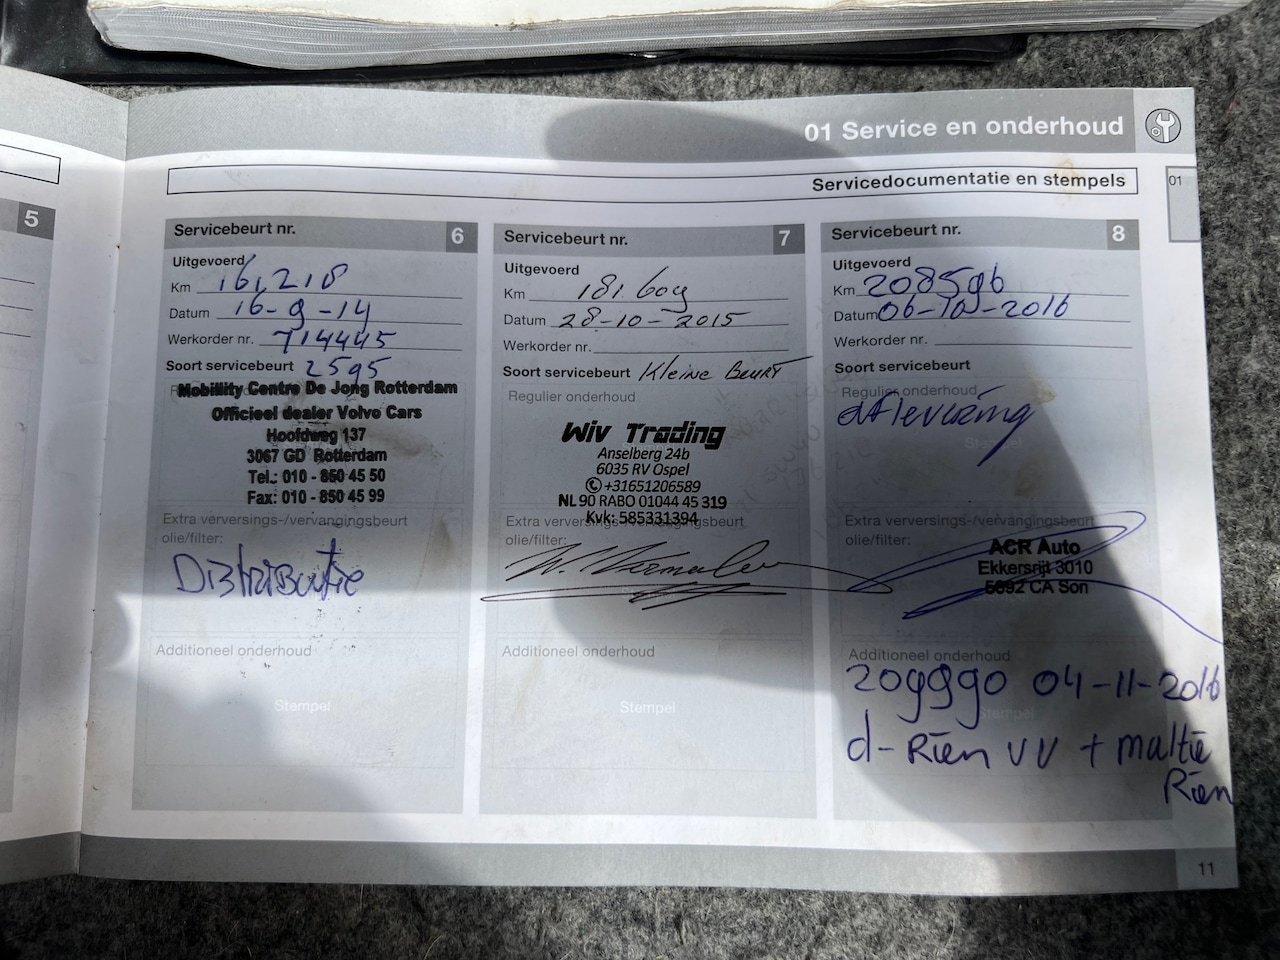 01 Service en onderhoud
Servicedocumentatie en stempels
01
5
Servicebeurt nr. 6
Uitgevoerd
Km 161,218
Datum 16-9-14
Werkorder nr. 714445
Soort servicebeurt 2595
Mobility Centre De Jong Rotterdam
Officieel dealer Volvo Cars
Hoofdweg 137
3067 GD Rotterdam
Tel.: 010 - 850 45 50
Fax: 010 - 850 45 99
Extra verversings-/vervangingsbeurt
olie/filter:
Distributie
Additioneel onderhoud
Stempel
Servicebeurt nr. 7
Uitgevoerd
Km 181.609
Datum 28-10-2015
Werkorder nr.
Soort servicebeurt Kleine Beurt
Regulier onderhoud
Wiv Trading
Anselberg 24b
6035 RV Ospel
+31651206589
NL 90 RABO 01044 45 319
Kvk: 585331394
Extra verversings-/vervangingsbeurt
olie/filter:
Additioneel onderhoud
Stempel
Servicebeurt nr. 8
Uitgevoerd
Km 208596
Datum 06-10-2016
Werkorder nr.
Soort servicebeurt
Regulier onderhoud
aflevering
Stempel
Extra verversings-/vervangingsbeurt
olie/filter:
ACR Auto
Ekkersrijt 3010
5692 CA Son
Additioneel onderhoud
209990 04-11-2016
Stempel
d-Riem VV + multie
Riem
11